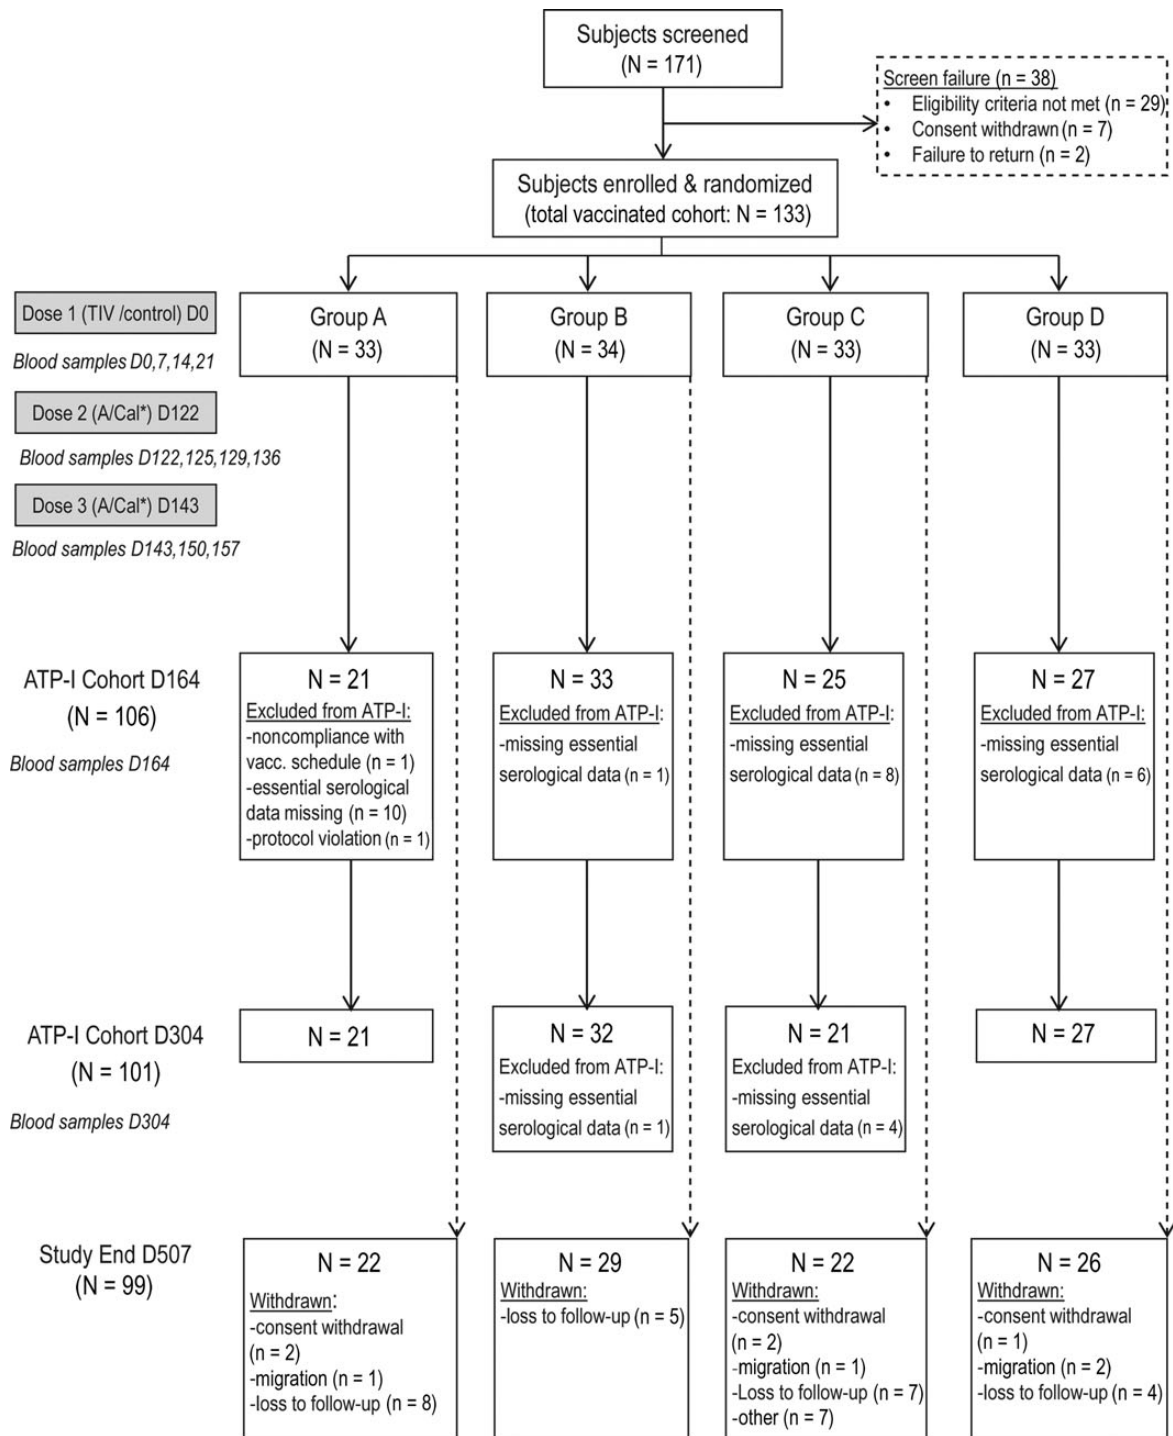 Subjects screened
(N = 171)
Screen failure (n = 38)
• Eligibility criteria not met (n = 29)
• Consent withdrawn (n = 7)
• Failure to return (n = 2)
Subjects enrolled & randomized
(total vaccinated cohort: N = 133)
Dose 1 (TIV /control) D0
Blood samples D0,7,14,21
Dose 2 (A/Cal*) D122
Blood samples D122,125,129,136
Dose 3 (A/Cal*) D143
Blood samples D143,150,157
Group A
(N = 33)
Group B
(N = 34)
Group C
(N = 33)
Group D
(N = 33)
ATP-I Cohort D164
(N = 106)
Blood samples D164
N = 21
Excluded from ATP-I:
-noncompliance with
vacc. schedule (n = 1)
-essential serological
data missing (n = 10)
-protocol violation (n = 1)
N = 33
Excluded from ATP-I:
-missing essential
serological data (n = 1)
N = 25
Excluded from ATP-I:
-missing essential
serological data (n = 8)
N = 27
Excluded from ATP-I:
-missing essential
serological data (n = 6)
ATP-I Cohort D304
(N = 101)
Blood samples D304
N = 21
N = 32
Excluded from ATP-I:
-missing essential
serological data (n = 1)
N = 21
Excluded from ATP-I:
-missing essential
serological data (n = 4)
N = 27
Study End D507
(N = 99)
N = 22
Withdrawn:
-consent withdrawal
(n = 2)
-migration (n = 1)
-loss to follow-up (n = 8)
N = 29
Withdrawn:
-loss to follow-up (n = 5)
N = 22
Withdrawn:
-consent withdrawal
(n = 2)
-migration (n = 1)
-Loss to follow-up (n = 7)
-other (n = 7)
N = 26
Withdrawn:
-consent withdrawal
(n = 1)
-migration (n = 2)
-loss to follow-up (n = 4)